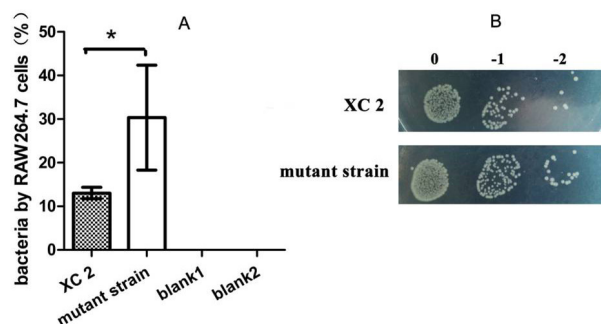 A
bacteria by RAW264.7 cells (%)
50
40
30
20
10
0
*
XC 2
mutant strain
blank1
blank2
B
0 -1 -2
XC 2
mutant strain